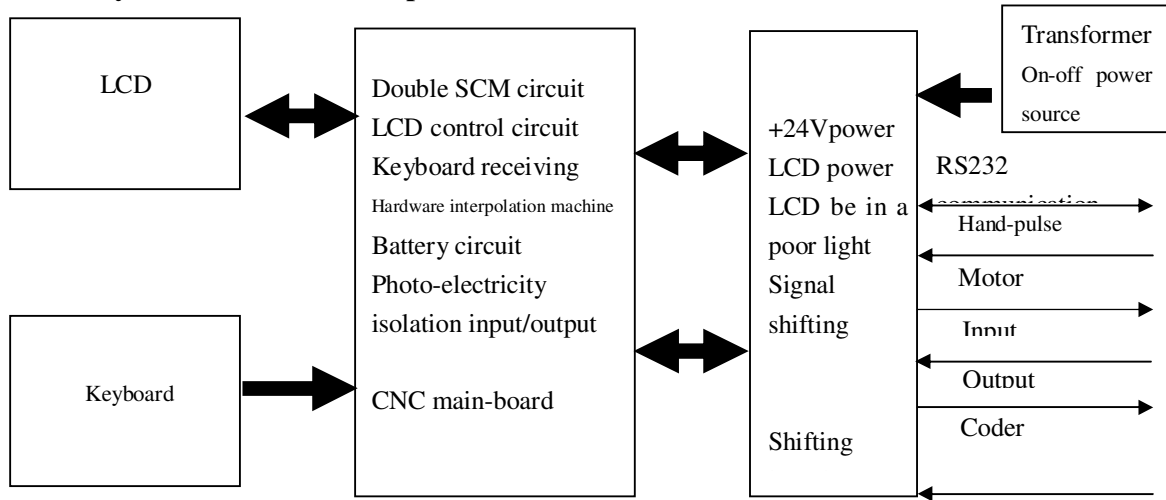 LCD
Keyboard
Double SCM circuit
LCD control circuit
Keyboard receiving
Hardware interpolation machine
Battery circuit
Photo-electricity
isolation input/output
CNC main-board
+24Vpower
LCD power
LCD be in a
poor light
Signal
shifting
Shifting
Transformer
On-off power
source
RS232
communication
Hand-pulse
Motor
Input
Output
Coder